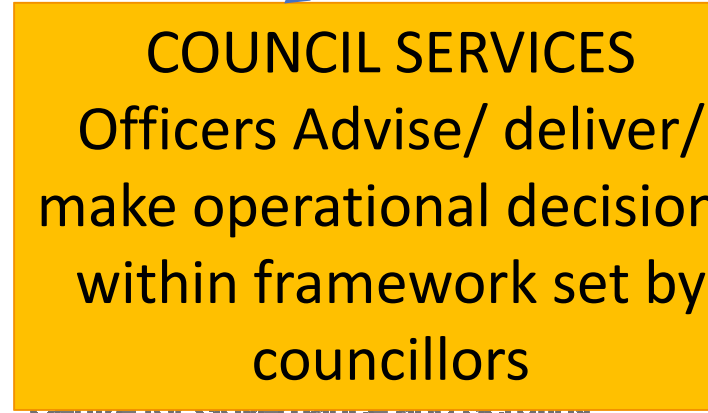 COUNCIL SERVICES
Officers Advise/ deliver/
make operational decision
within framework set by
councillors